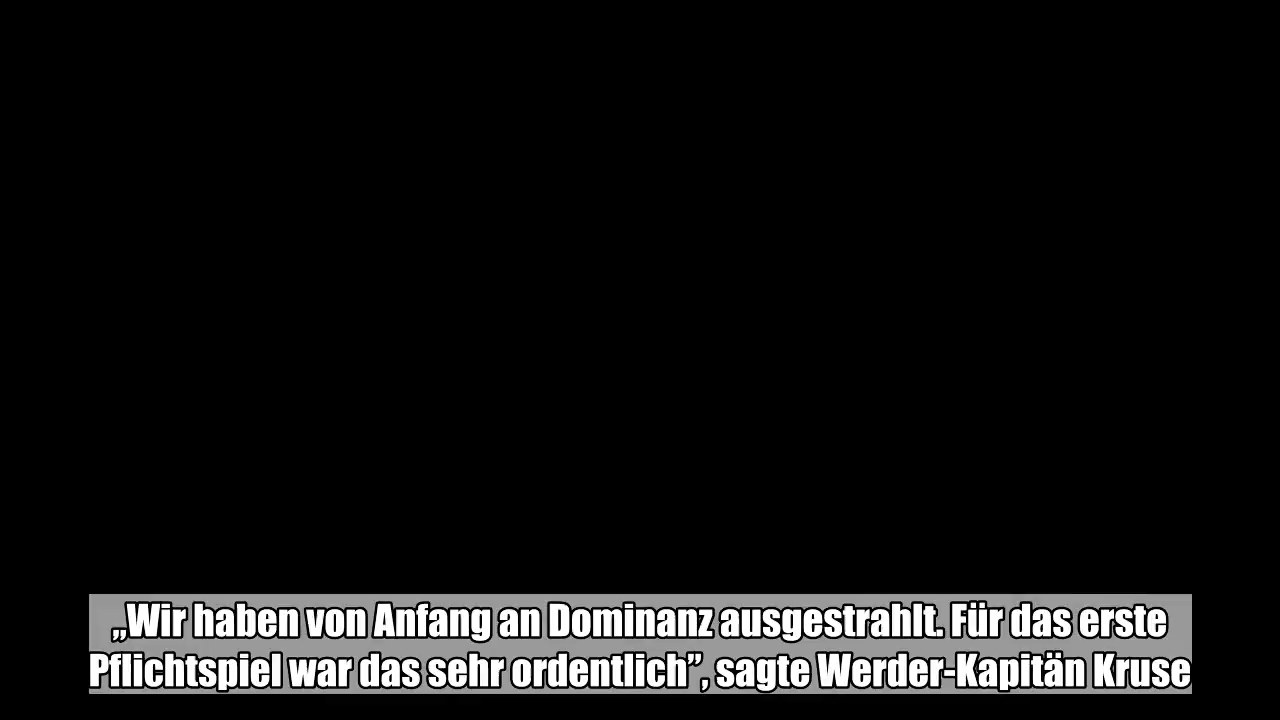 „Wir haben von Anfang an Dominanz ausgestrahlt. Für das erste
Pflichtspiel war das sehr ordentlich”, sagte Werder-Kapitän Kruse